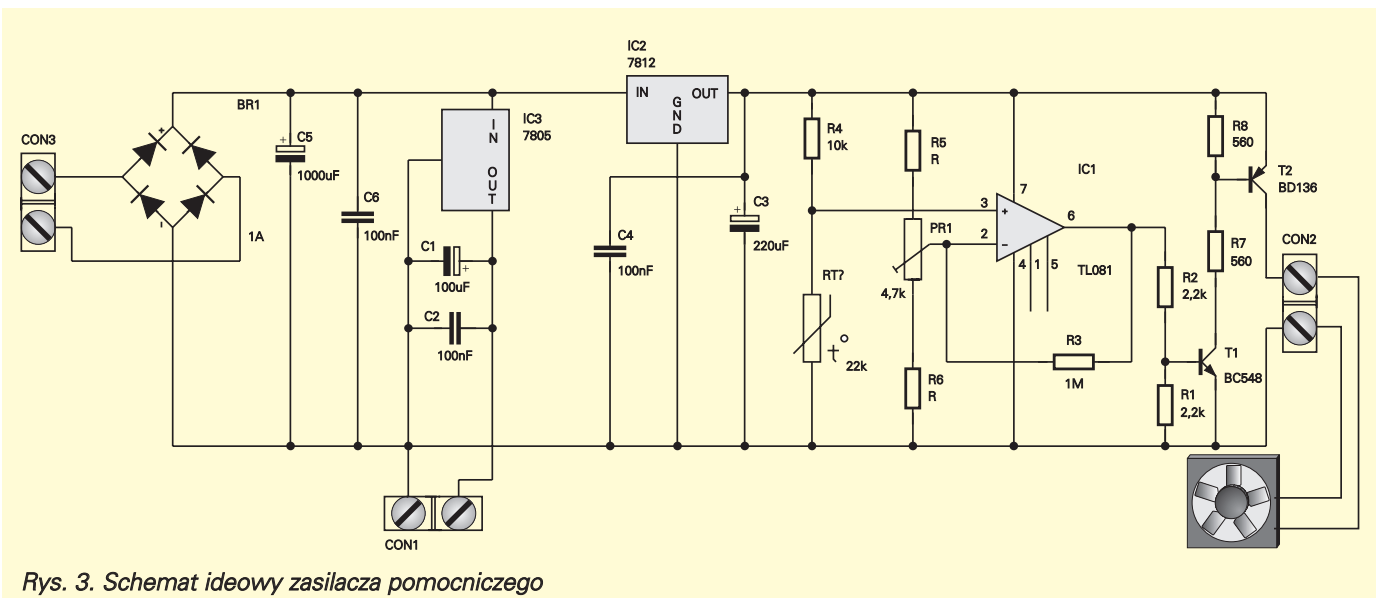 IC2
7812
IN
OUT
G
N
D
BR1
+
-
1A
CON3
+
C5
1000uF
C6
100nF
I
N
O
U
T
IC3
7805
C1
+
100uF
C2
100nF
CON1
C4
100nF
+
C3
220uF
R4
10k
RT?
t°
22k
R5
R
PR1
4,7k
R6
R
IC1
7
3
+
2
-
6
4
1
5
TL081
R3
1M
R2
2,2k
R1
2,2k
R8
560
R7
560
T2
BD136
T1
BC548
CON2
Rys. 3. Schemat ideowy zasilacza pomocniczego